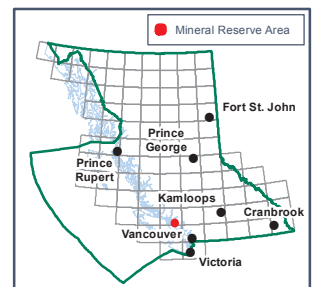 Mineral Reserve Area
Fort St. John
Prince
George
Prince
Rupert
Kamloops
Cranbrook
Vancouver
Victoria